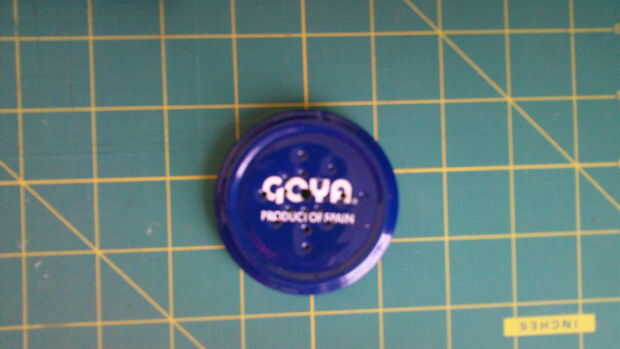 GOYA®
PRODUCT OF SPAIN
INCHES